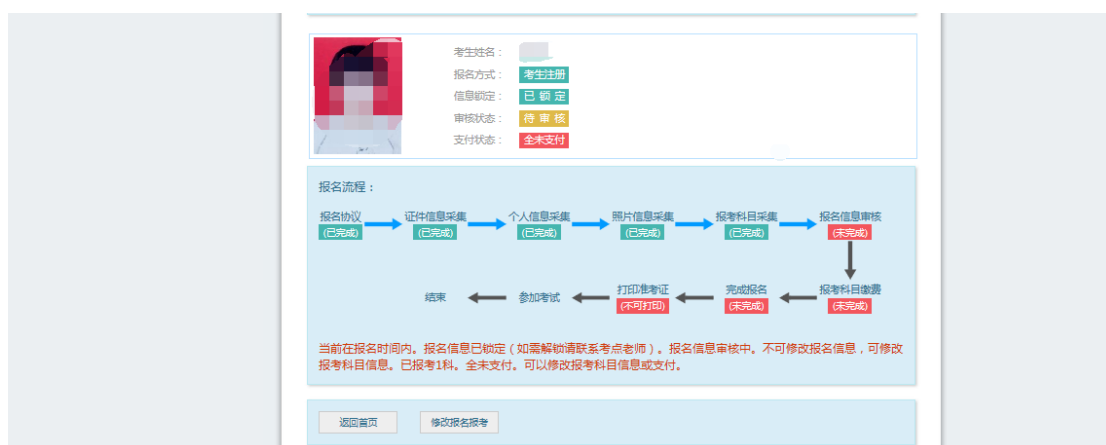 考生姓名：
报名方式： 考生注册
信息锁定： 已 锁 定
审核状态： 待 审 核
支付状态： 全未支付
报名流程：
报名协议 证件信息采集 个人信息采集 照片信息采集 报考科目采集 报名信息审核
(已完成) (已完成) (已完成) (已完成) (已完成) (未完成)
结束 参加考试 打印准考证 完成报名 报考科目缴费
(不可打印) (未完成) (未完成)
当前在报名时间内。报名信息已锁定（如需解锁请联系考点老师）。报名信息审核中。不可修改报名信息，可修改
报考科目信息。已报考1科。全未支付。可以修改报考科目信息或支付。
返回首页 修改报名报考